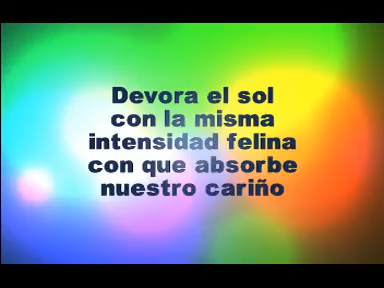 Devora el sol
con la misma
intensidad felina
con que absorbe
nuestro cariño